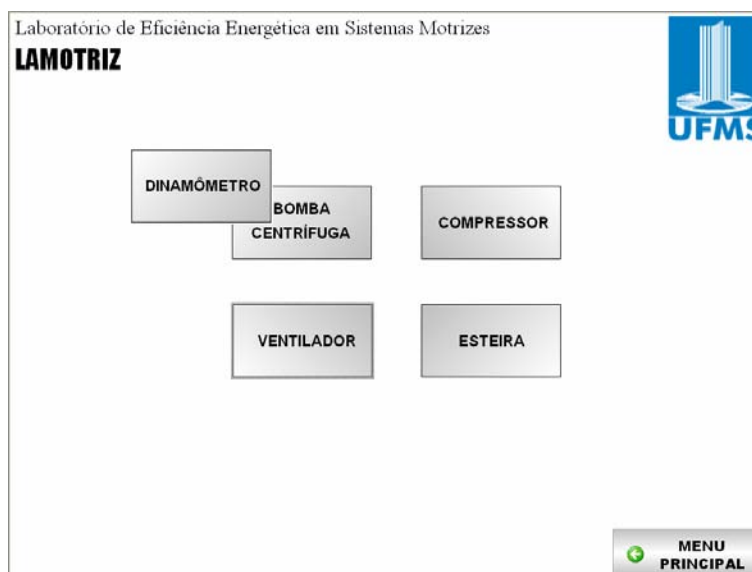 Laboratório de Eficiência Energética em Sistemas Motrizes
LAMOTRIZ
UFMS
DINAMÔMETRO
BOMBA
CENTRÍFUGA
COMPRESSOR
VENTILADOR
ESTEIRA
MENU
PRINCIPAL